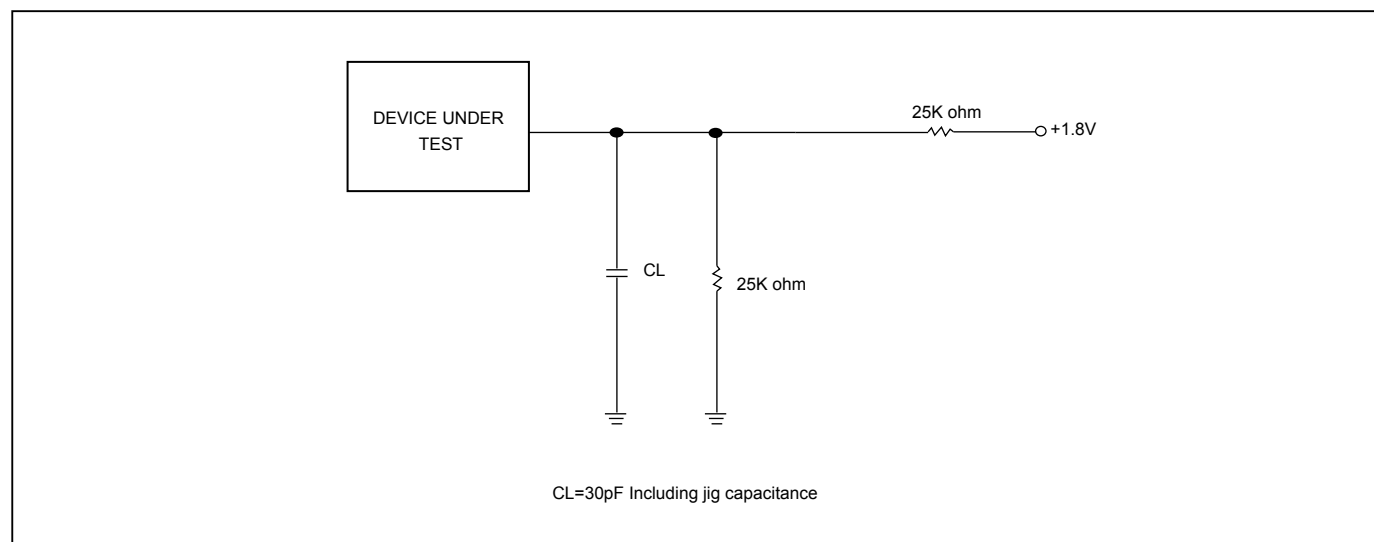 DEVICE UNDER
TEST
25K ohm
+1.8V
CL
25K ohm
CL=30pF Including jig capacitance